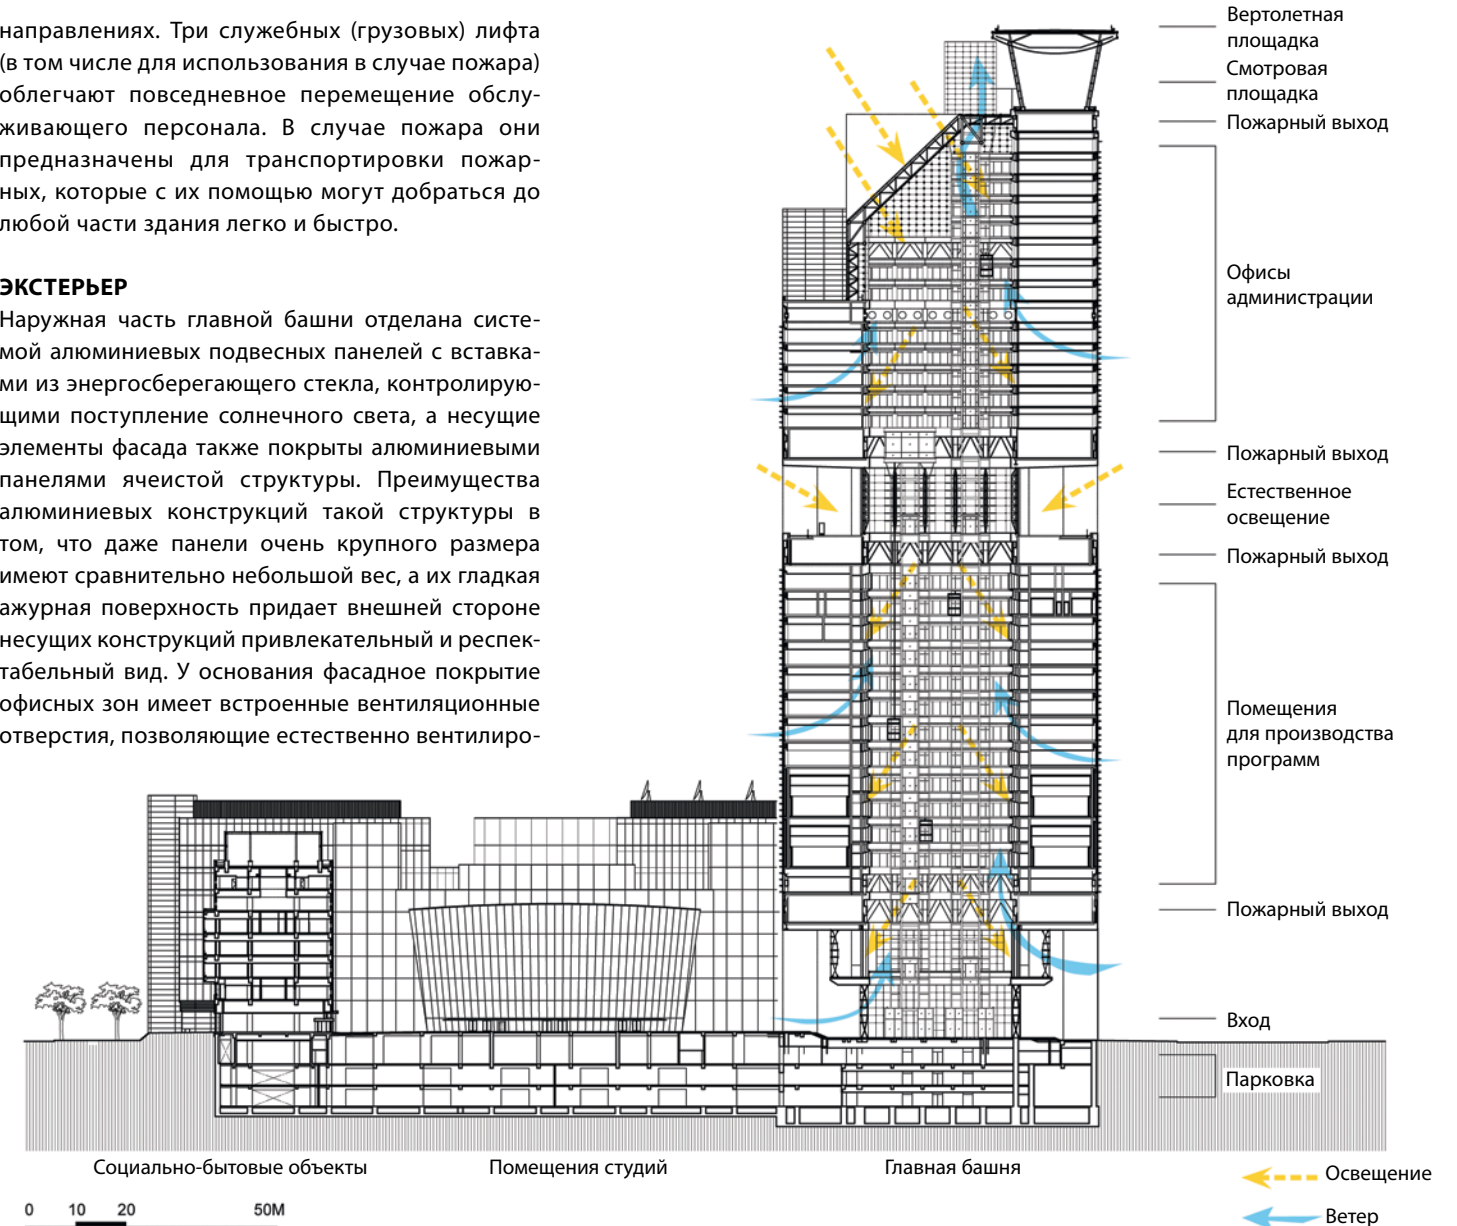 направлениях. Три служебных (грузовых) лифта
(в том числе для использования в случае пожара)
облегчают повседневное перемещение обслу-
живающего персонала. В случае пожара они
предназначены для транспортировки пожар-
ных, которые с их помощью могут добраться до
любой части здания легко и быстро.
ЭКСТЕРЬЕР
Наружная часть главной башни отделана систе-
мой алюминиевых подвесных панелей с вставка-
ми из энергосберегающего стекла, контролирую-
щими поступление солнечного света, а несущие
элементы фасада также покрыты алюминиевыми
панелями ячеистой структуры. Преимущества
алюминиевых конструкций такой структуры в
том, что даже панели очень крупного размера
имеют сравнительно небольшой вес, а их гладкая
ажурная поверхность придает внешней стороне
несущих конструкций привлекательный и респек-
табельный вид. У основания фасадное покрытие
офисных зон имеет встроенные вентиляционные
отверстия, позволяющие естественно вентилиро-
Вертолетная
площадка
Смотровая
площадка
Пожарный выход
Офисы
администрации
Пожарный выход
Естественное
освещение
Пожарный выход
Помещения
для производства
программ
Пожарный выход
Вход
Парковка
Социально-бытовые объекты
Помещения студий
Главная башня
Освещение
Ветер
0 10 20 50М